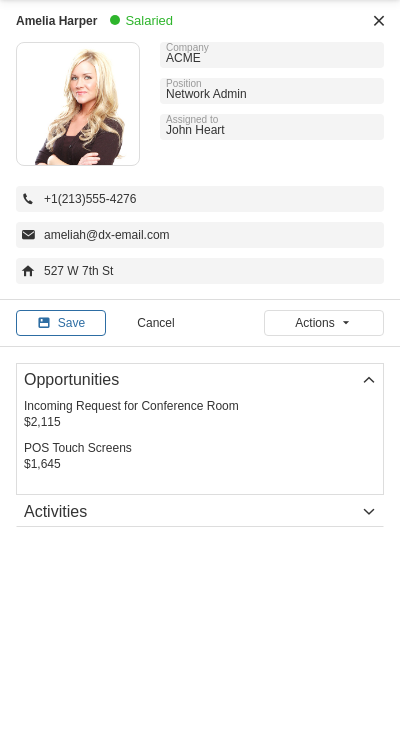 Amelia Harper
Salaried
Company
ACME
Position
Network Admin
Assigned to
John Heart
+1(213)555-4276
ameliah@dx-email.com
527 W 7th St
Save
Cancel
Actions
Opportunities
Incoming Request for Conference Room
$2,115
POS Touch Screens
$1,645
Activities